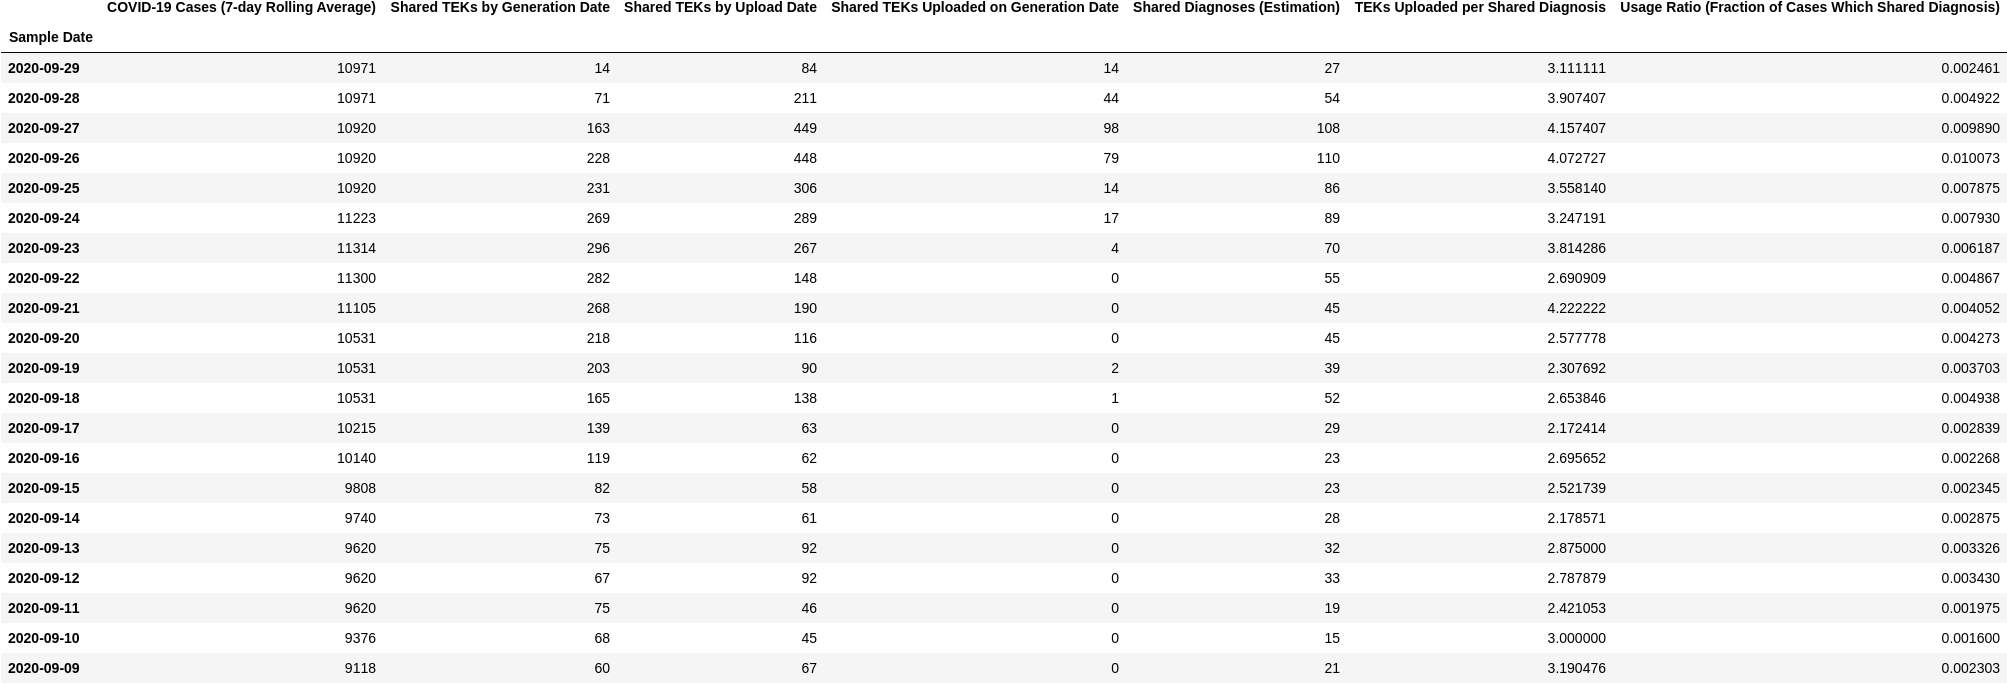 COVID-19 Cases (7-day Rolling Average) Shared TEKs by Generation Date Shared TEKs by Upload Date Shared TEKs Uploaded on Generation Date Shared Diagnoses (Estimation) TEKs Uploaded per Shared Diagnosis Usage Ratio (Fraction of Cases Which Shared Diagnosis)
Sample Date
2020-09-29 10971 14 84 14 27 3.111111 0.002461
2020-09-28 10971 71 211 44 54 3.907407 0.004922
2020-09-27 10920 163 449 98 108 4.157407 0.009890
2020-09-26 10920 228 448 79 110 4.072727 0.010073
2020-09-25 10920 231 306 14 86 3.558140 0.007875
2020-09-24 11223 269 289 17 89 3.247191 0.007930
2020-09-23 11314 296 267 4 70 3.814286 0.006187
2020-09-22 11300 282 148 0 55 2.690909 0.004867
2020-09-21 11105 268 190 0 45 4.222222 0.004052
2020-09-20 10531 218 116 0 45 2.577778 0.004273
2020-09-19 10531 203 90 2 39 2.307692 0.003703
2020-09-18 10531 165 138 1 52 2.653846 0.004938
2020-09-17 10215 139 63 0 29 2.172414 0.002839
2020-09-16 10140 119 62 0 23 2.695652 0.002268
2020-09-15 9808 82 58 0 23 2.521739 0.002345
2020-09-14 9740 73 61 0 28 2.178571 0.002875
2020-09-13 9620 75 92 0 32 2.875000 0.003326
2020-09-12 9620 67 92 0 33 2.787879 0.003430
2020-09-11 9620 75 46 0 19 2.421053 0.001975
2020-09-10 9376 68 45 0 15 3.000000 0.001600
2020-09-09 9118 60 67 0 21 3.190476 0.002303